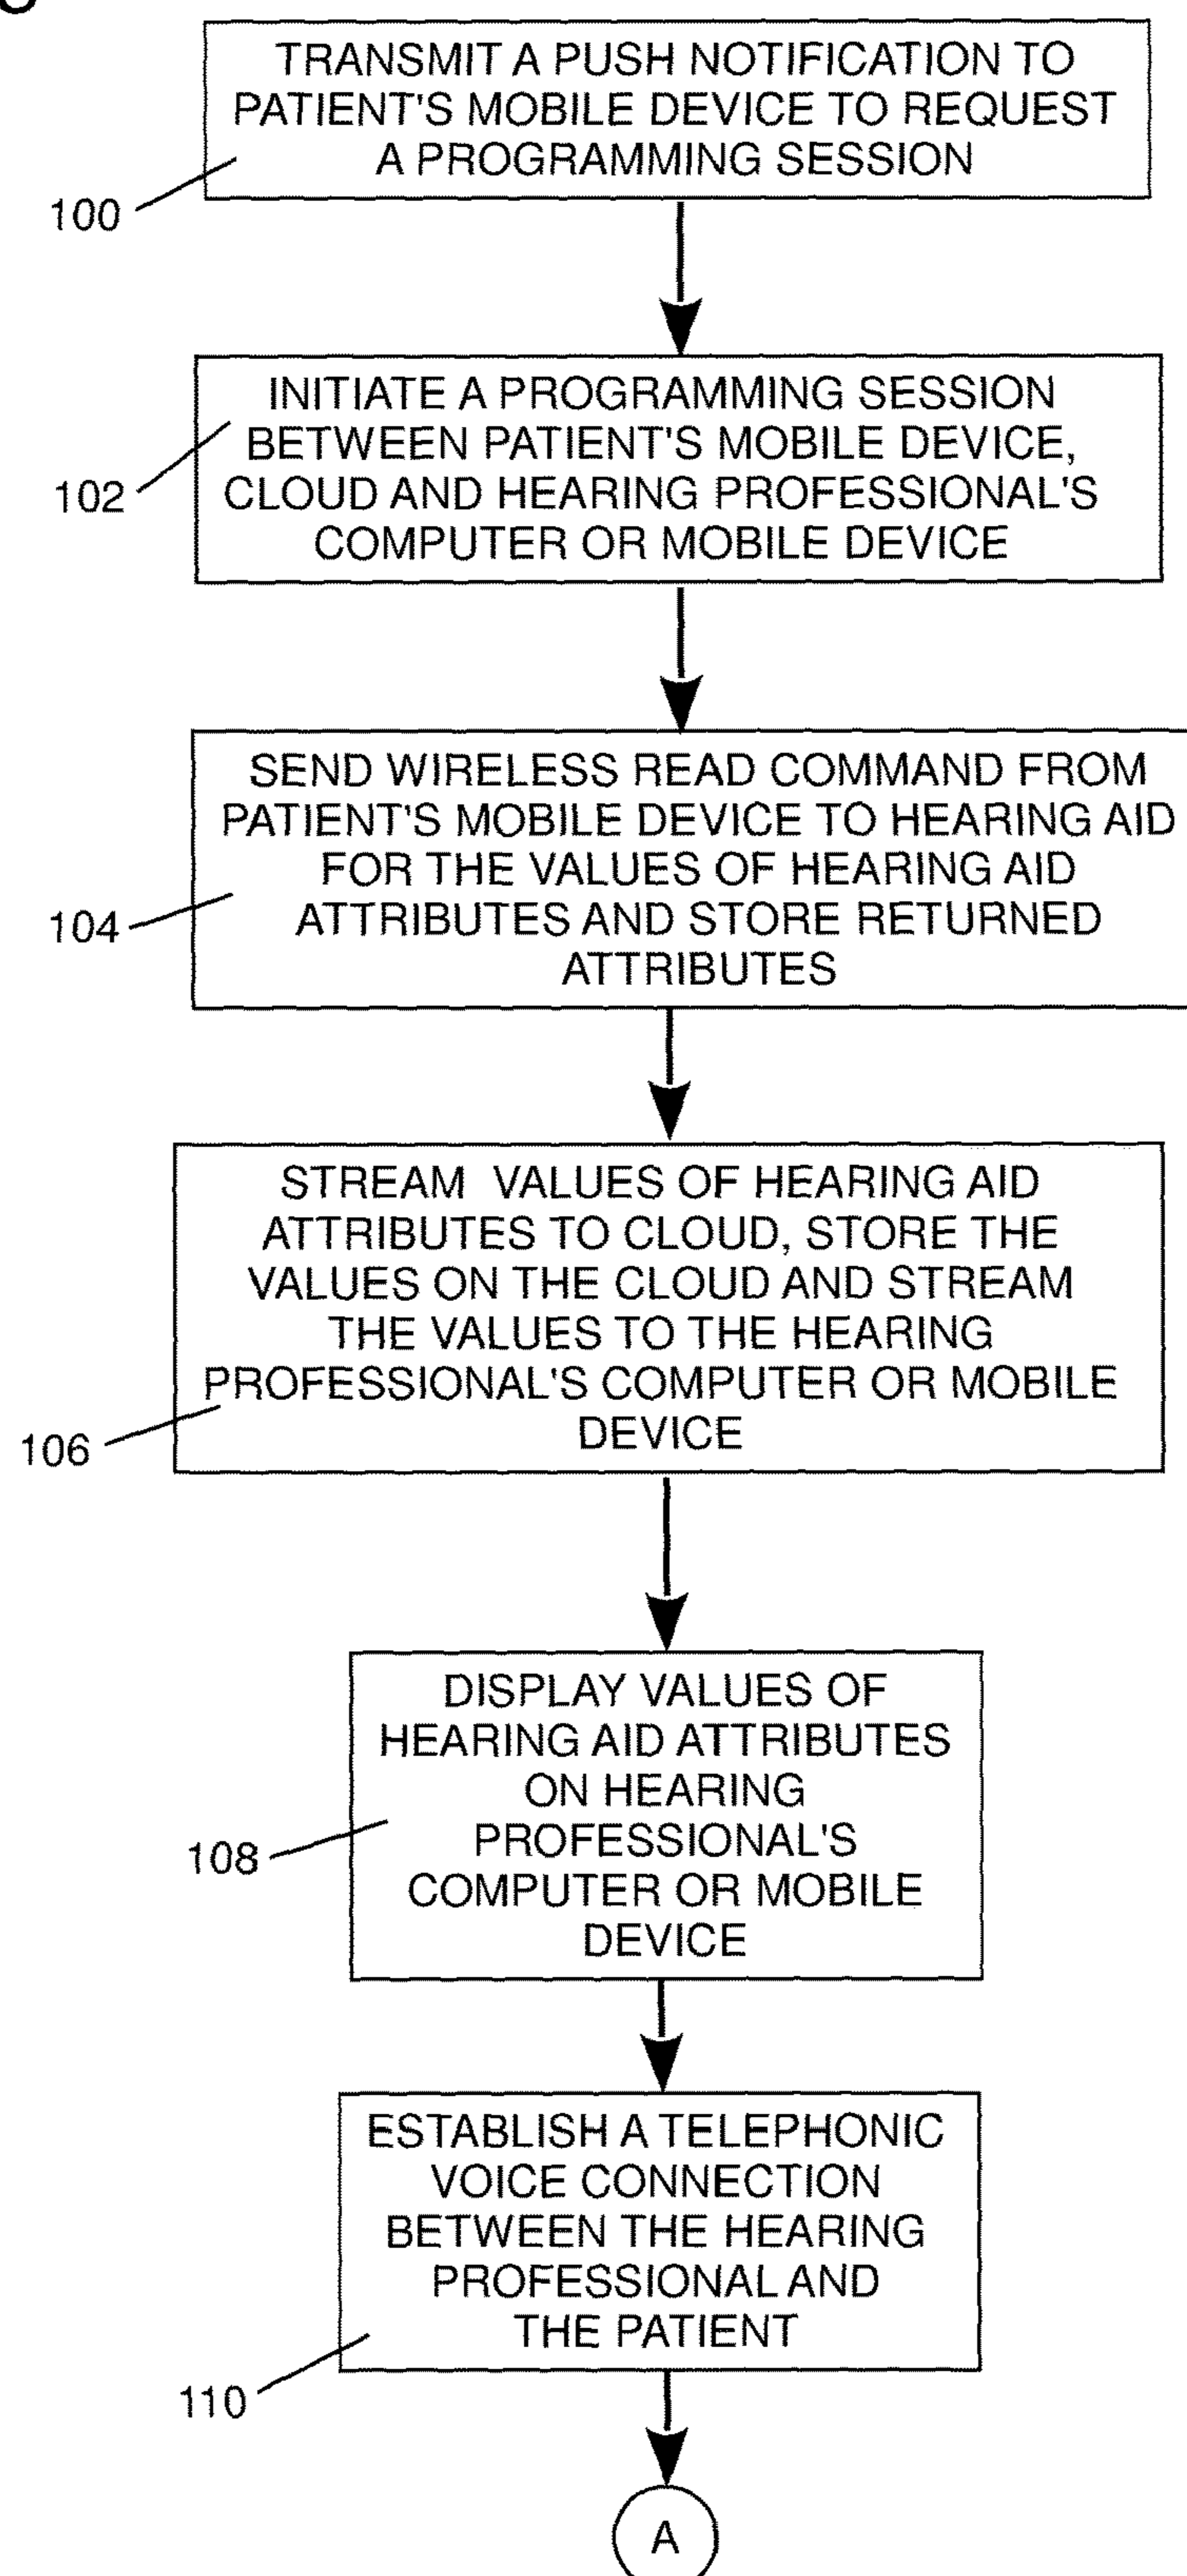 TRANSMIT A PUSH NOTIFICATION TO
PATIENT'S MOBILE DEVICE TO REQUEST
A PROGRAMMING SESSION
100
INITIATE A PROGRAMMING SESSION
BETWEEN PATIENT'S MOBILE DEVICE,
CLOUD AND HEARING PROFESSIONAL'S
COMPUTER OR MOBILE DEVICE
102
SEND WIRELESS READ COMMAND FROM
PATIENT'S MOBILE DEVICE TO HEARING AID
FOR THE VALUES OF HEARING AID
ATTRIBUTES AND STORE RETURNED
ATTRIBUTES
104
STREAM VALUES OF HEARING AID
ATTRIBUTES TO CLOUD, STORE THE
VALUES ON THE CLOUD AND STREAM
THE VALUES TO THE HEARING
PROFESSIONAL'S COMPUTER OR MOBILE
DEVICE
106
DISPLAY VALUES OF
HEARING AID ATTRIBUTES
ON HEARING
PROFESSIONAL'S
COMPUTER OR MOBILE
DEVICE
108
ESTABLISH A TELEPHONIC
VOICE CONNECTION
BETWEEN THE HEARING
PROFESSIONAL AND
THE PATIENT
110
A